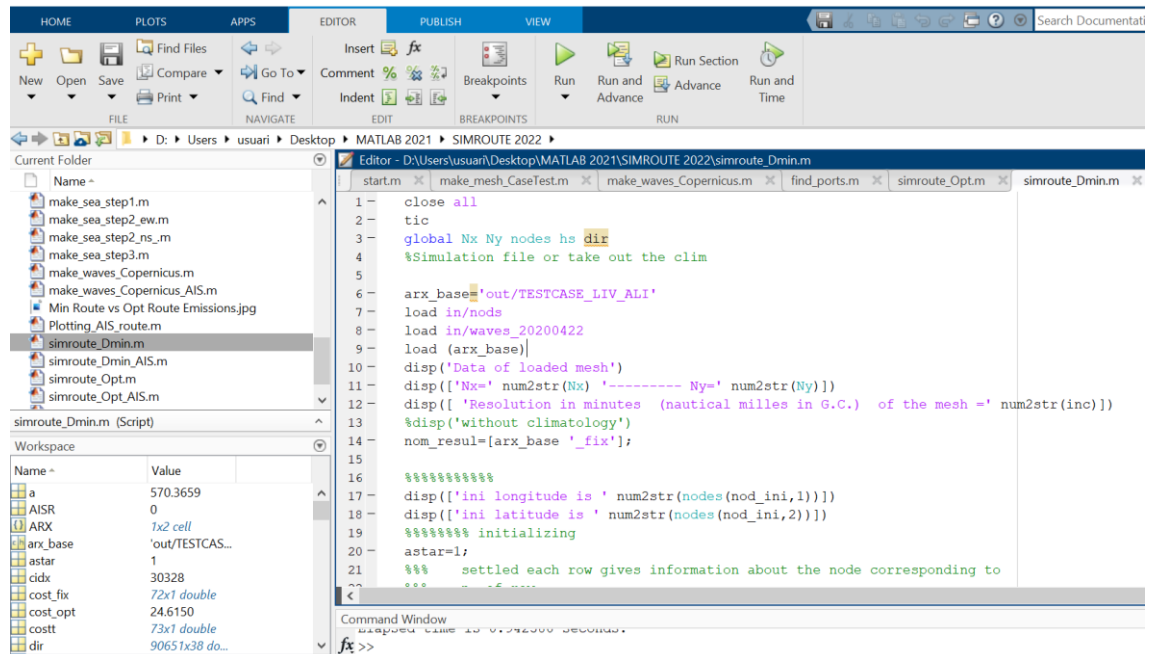 HOME PLOTS APPS EDITOR PUBLISH VIEW Search Documentati
New Open Save Find Files Compare Print
Go To Find
Insert fx
Comment %
Indent
Breakpoints Run Run and Advance Run Section Advance Run and Time
FILE NAVIGATE EDIT BREAKPOINTS RUN
D: Users usuari Desktop MATLAB 2021 SIMROUTE 2022
Current Folder
Name
make_sea_step1.m
make_sea_step2_ew.m
make_sea_step2_ns_.m
make_sea_step3.m
make_waves_Copernicus.m
make_waves_Copernicus_AIS.m
Min Route vs Opt Route Emissions.jpg
Plotting_AIS_route.m
simroute_Dmin.m
simroute_Dmin_AIS.m
simroute_Opt.m
simroute_Opt_AIS.m
simroute_Dmin.m (Script)
Workspace
Name Value
a 570.3659
AISR 0
ARX 1x2 cell
arx_base 'out/TESTCAS...
astar 1
cidx 30328
cost_fix 72x1 double
cost_opt 24.6150
costt 73x1 double
dir 90651x38 do...
Editor - D:\Users\usuari\Desktop\MATLAB 2021\SIMROUTE 2022\simroute_Dmin.m
start.m make_mesh_CaseTest.m make_waves_Copernicus.m find_ports.m simroute_Opt.m simroute_Dmin.m
1 - close all
2 - tic
3 - global Nx Ny nodes hs dir
4 %Simulation file or take out the clim
5
6 - arx_base='out/TESTCASE_LIV_ALI'
7 - load in/nods
8 - load in/waves_20200422
9 - load (arx_base)
10 - disp('Data of loaded mesh')
11 - disp(['Nx=' num2str(Nx) '--------- Ny=' num2str(Ny)])
12 - disp([ 'Resolution in minutes  (nautical milles in G.C.)  of the mesh =' num2str(inc)])
13 %disp('without climatology')
14 - nom_resul=[arx_base '_fix'];
15
16 %%%%%%%%%%%
17 - disp(['ini longitude is ' num2str(nodes(nod_ini,1))])
18 - disp(['ini latitude is ' num2str(nodes(nod_ini,2))])
19 %%%%%%%% initializing
20 - astar=1;
21 %%%    settled each row gives information about the node corresponding to
Command Window
Elapsed time is 0.942500 seconds.
fx >>